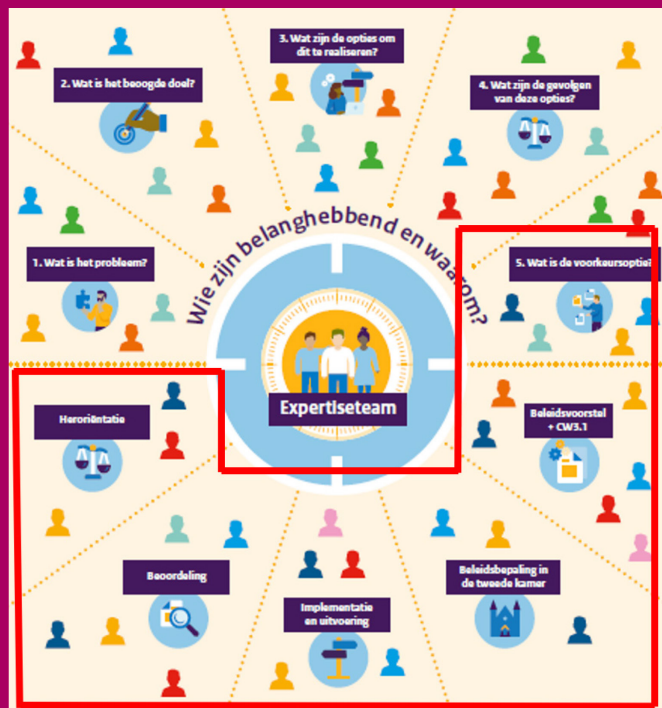 3. Wat zijn de opties om
dit te realiseren?
2. Wat is het beoogde doel?
4. Wat zijn de gevolgen
van deze opties?
Wie zijn belanghebbend en waarom?
1. Wat is het probleem?
5. Wat is de voorkeursoptie?
Expertiseteam
Heroriëntatie
Beleidsvoorstel
+ CW3.1
Beoordeling
Beleidsbepaling in
de tweede kamer
Implementatie
en uitvoering